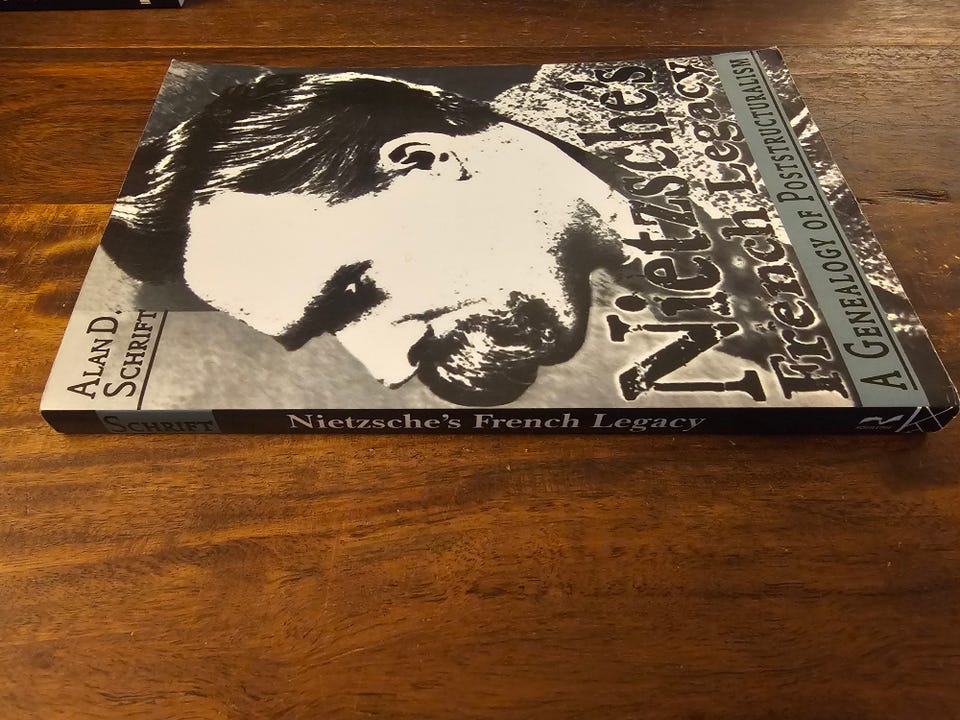 ALAN D.
SCHRIFT
Nietzsche's
French Legacy
A GENEALOGY OF POSTSTRUCTURALISM
SCHRIFT
Nietzsche's French Legacy